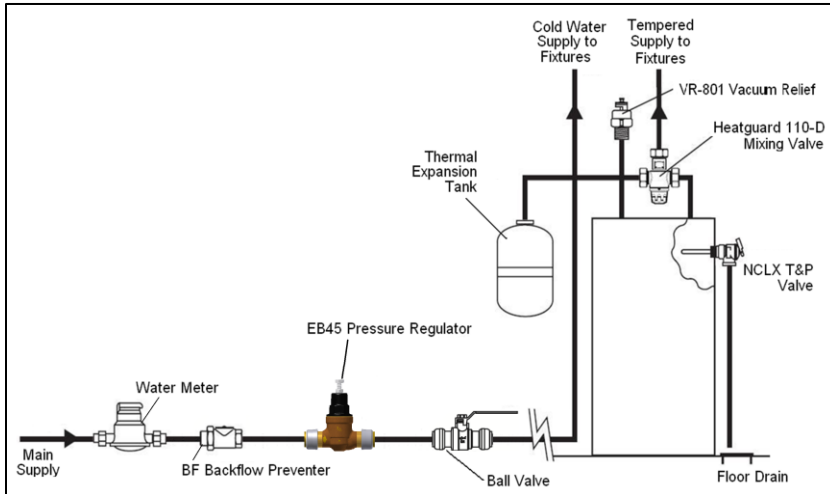 Cold Water
Supply to
Fixtures
Tempered
Supply to
Fixtures
VR-801 Vacuum Relief
Heatguard 110-D
Mixing Valve
Thermal
Expansion
Tank
NCLX T&P
Valve
EB45 Pressure Regulator
Water Meter
Main
Supply
BF Backflow Preventer
Ball Valve
Floor Drain